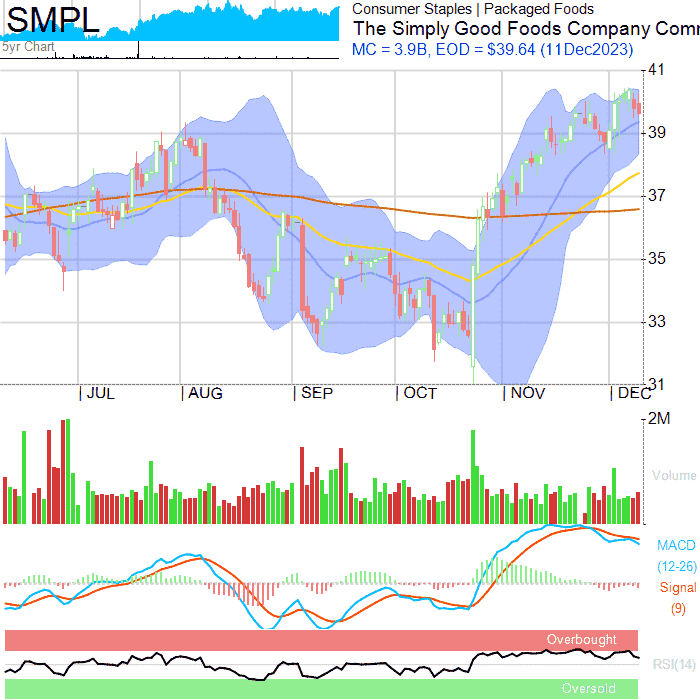 SMPL
5yr Chart
Consumer Staples | Packaged Foods
The Simply Good Foods Company Com
MC = 3.9B, EOD = $39.64 (11Dec2023)
41
39
37
35
33
31
| JUL
| AUG
| SEP
| OCT
| NOV
| DEC
2M
Volume
MACD
(12-26)
Signal
(9)
Overbought
RSI(14)
Oversold